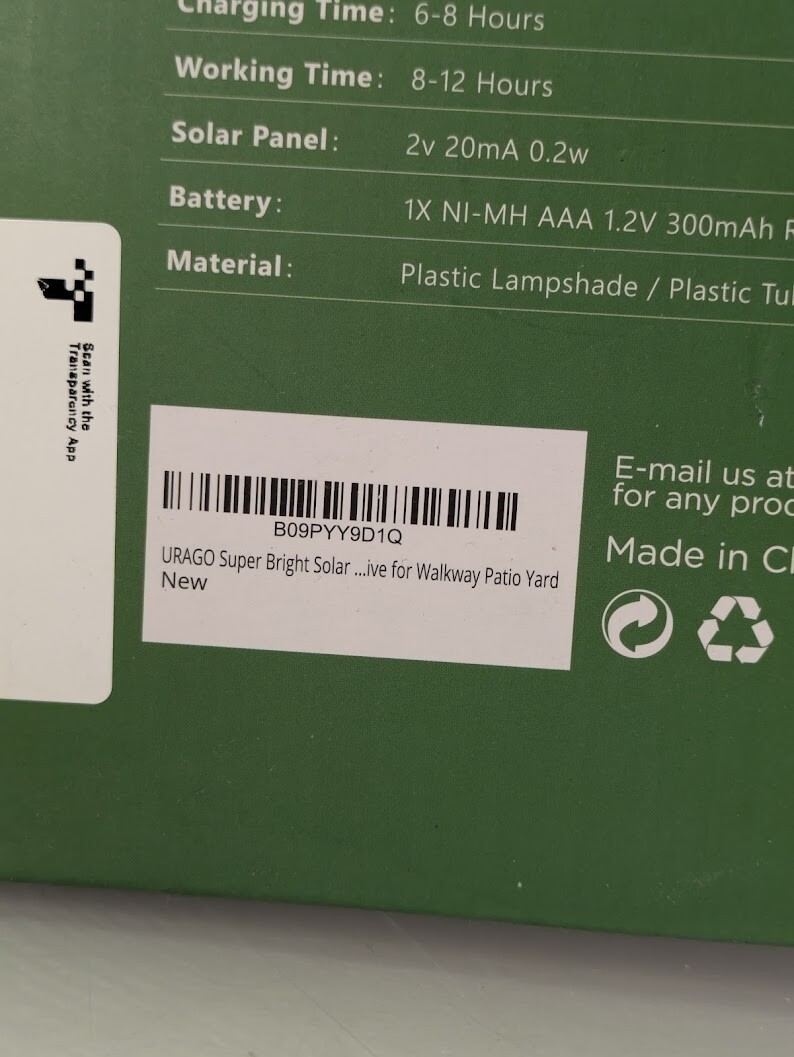 Charging Time: 6-8 Hours
Working Time: 8-12 Hours
Solar Panel: 2v 20mA 0.2w
Battery: 1X NI-MH AAA 1.2V 300mAh
Material: Plastic Lampshade / Plastic
Scan with the
Transparency App
B09PYY9D1Q
URAGO Super Bright Solar ...ive for Walkway Patio Yard
New
E-mail us at
for any
Made in